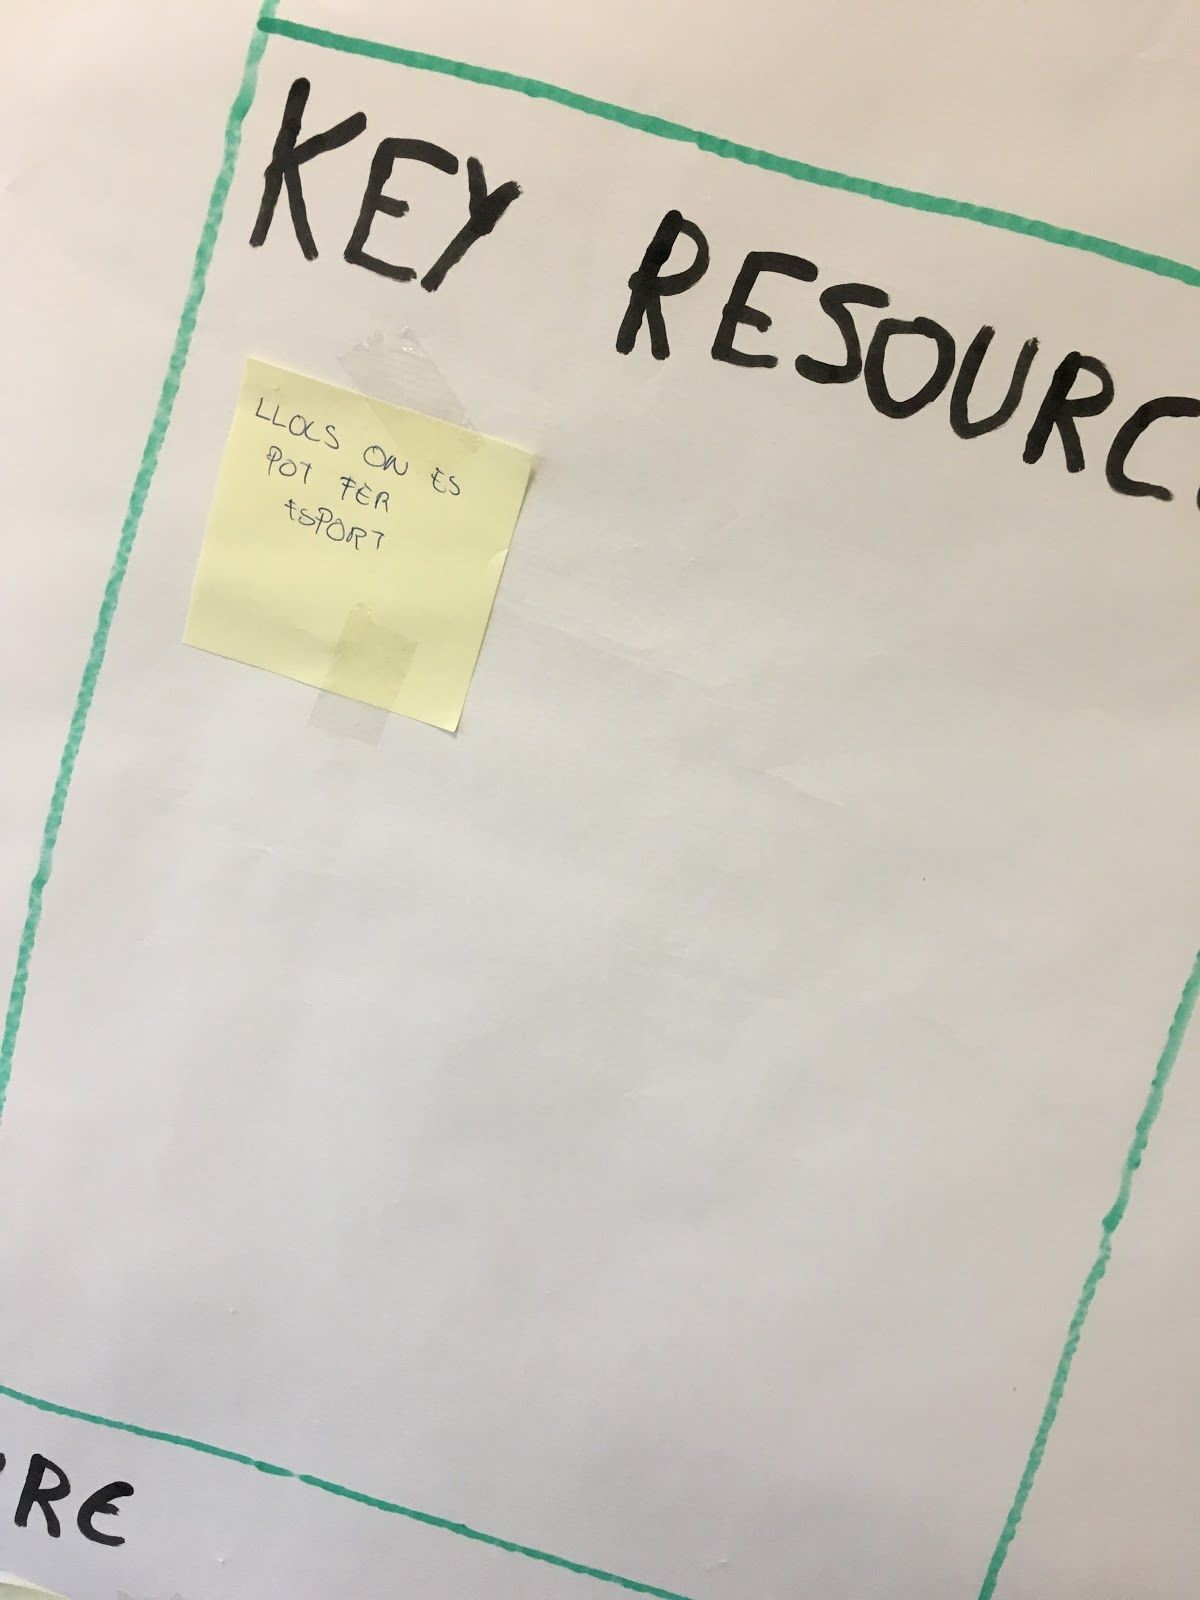 KEY RESOURC
LLOCS ON ES
POT FER
ESPORT
RE